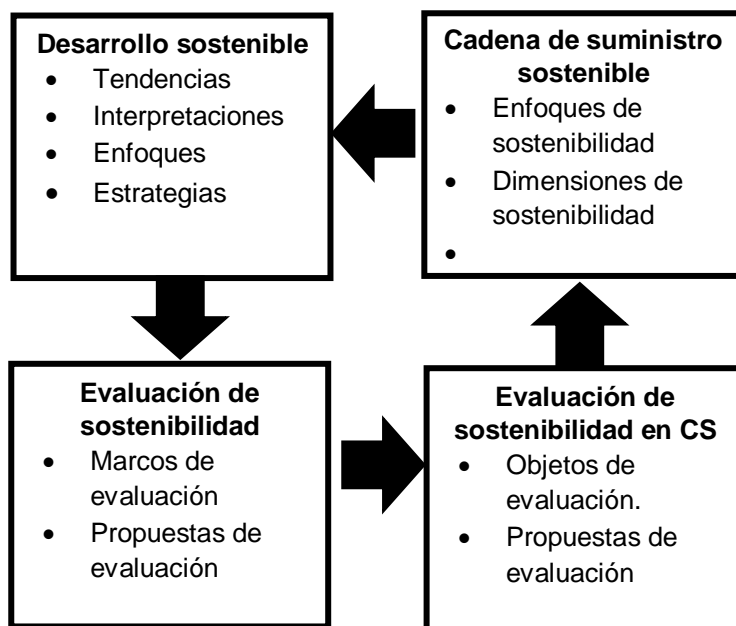 Desarrollo sostenible
• Tendencias
• Interpretaciones
• Enfoques
• Estrategias
Cadena de suministro
sostenible
• Enfoques de
sostenibilidad
• Dimensiones de
sostenibilidad
•
Evaluación de
sostenibilidad
• Marcos de
evaluación
• Propuestas de
evaluación
Evaluación de
sostenibilidad en CS
• Objetos de
evaluación.
• Propuestas de
evaluación